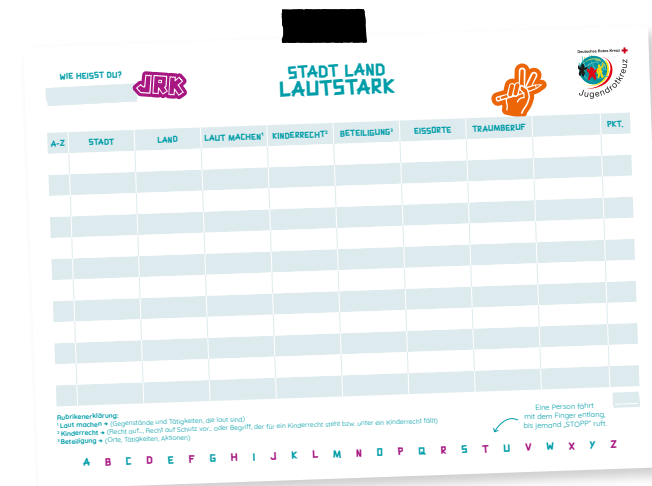 WIE HEISST DU?
JRK
STADT LAND
LAUTSTARK
Deutsches Rotes Kreuz
Jugendrotkreuz
A-Z STADT LAND LAUT MACHEN¹ KINDERRECHT² BETEILIGUNG³ EISSORTE TRAUMBERUF PKT.
Rubrikenerklärung:
¹ Laut machen → (Gegenstände und Tätigkeiten, die laut sind)
² Kinderrecht → (Recht auf..., Recht auf Schutz vor... oder Begriff, der für ein Kinderrecht steht bzw. unter ein Kinderrecht fällt)
³ Beteiligung → (Orte, Tätigkeiten, Aktionen)
Eine Person fährt
mit dem Finger entlang,
bis jemand „STOPP" ruft.
A B C D E F G H I J K L M N O P Q R S T U V W X Y Z